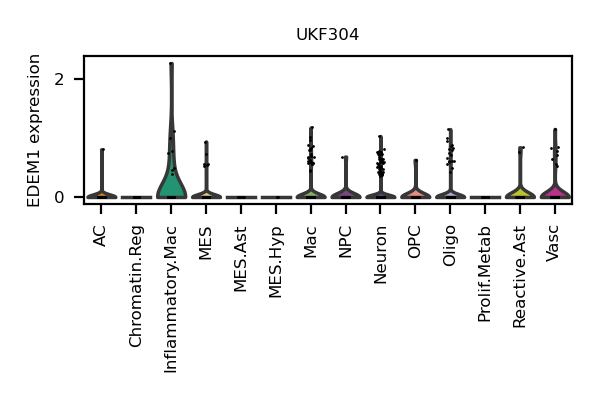 UKF304
EDEM1 expression
2
0
AC
Chromatin.Reg
Inflammatory.Mac
MES
MES.Ast
MES.Hyp
Mac
NPC
Neuron
OPC
Oligo
Prolif.Metab
Reactive.Ast
Vasc